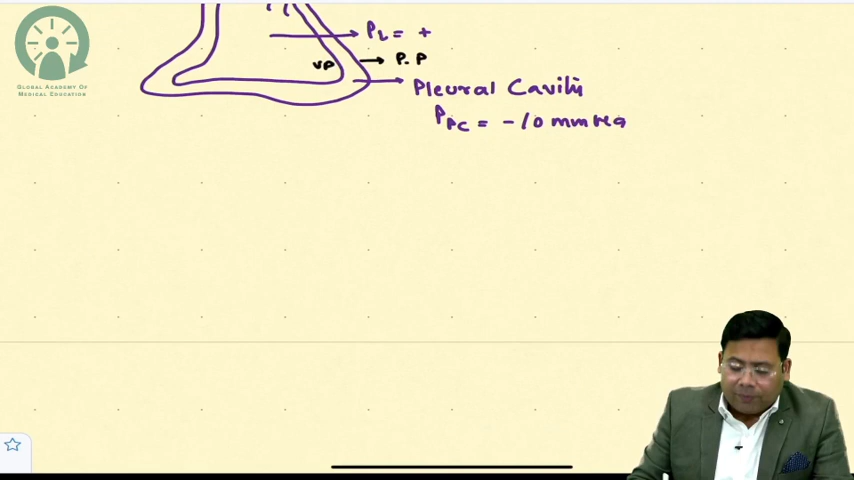 GLOBAL ACADEMY OF
MEDICAL EDUCATION
PL = +
VP → P.P
Pleural Cavity
PPC = -10 mmHg